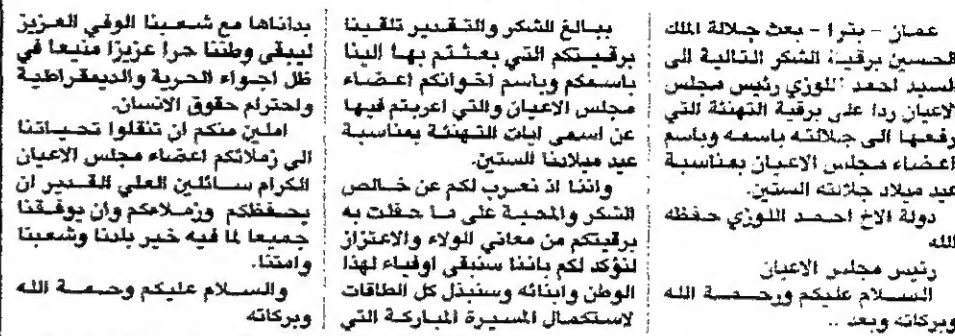 عمان - بترا - بعث جلالة الملك
الحسين برقية الشكر التالية الى
السيد احمد اللوزي رئيس مجلس
الاعيان ردا على برقية التهنئة التي
رفعها الى جلالته باسمه وباسم
اعضاء مجلس الاعيان بمناسبة
عيد ميلاد جلالته الستين.
دولة الاخ احمد اللوزي حفظه
الله
رئيس مجلس الاعيان
السلام عليكم ورحمة الله
وبركاته وبعد ..
ببالغ الشكر والتقدير تلقينا
برقيتكم التي بعثتم بها الينا
باسمكم وباسم اخوانكم اعضاء
مجلس الاعيان والتي اعربتم فيها
عن اسمى ايات التهنئة بمناسبة
عيد ميلادنا الستين.
واننا اذ نعرب لكم عن خالص
الشكر والمحبة على ما حفلت به
برقيتكم من معاني الولاء والاعتزاز
لنؤكد لكم باننا سنبقى اوفياء لهذا
الوطن وابنائه وسنبذل كل الطاقات
لاستكمال المسيرة المباركة التي
بداناها مع شعبنا الوفي العزيز
ليبقى وطننا حرا عزيزا منيعا في
ظل اجواء الحرية والديمقراطية
واحترام حقوق الانسان.
املين منكم ان تنقلوا تحياتنا
الى زملائكم اعضاء مجلس الاعيان
الكرام سائلين العلي القدير ان
يحفظكم وزملاءكم وان يوفقنا
جميعا لما فيه خير بلدنا وشعبنا
وامتنا.
والسلام عليكم ورحمة الله
وبركاته